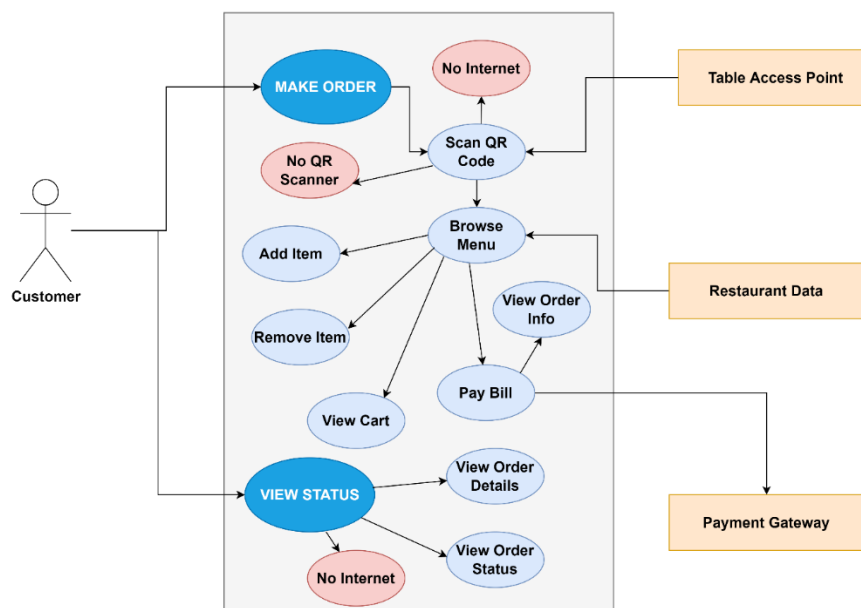 No Internet
MAKE ORDER
Table Access Point
Scan QR
Code
No QR
Scanner
Customer
Browse
Menu
Add Item
Restaurant Data
View Order
Info
Remove Item
Pay Bill
View Cart
View Order
Details
VIEW STATUS
Payment Gateway
View Order
Status
No Internet